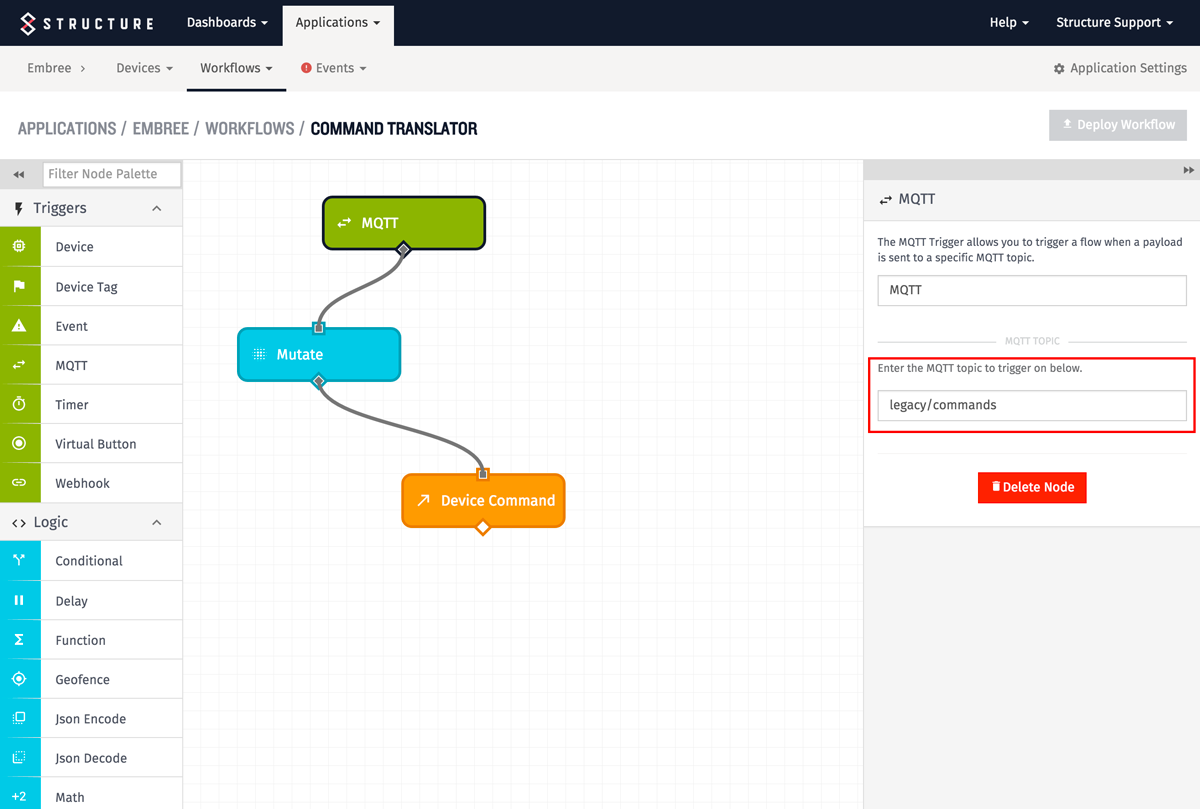 STRUCTURE
Dashboards
Applications
Help
Structure Support
Embree
Devices
Workflows
Events
Application Settings
APPLICATIONS / EMBREE / WORKFLOWS / COMMAND TRANSLATOR
Deploy Workflow
Filter Node Palette
Triggers
Device
Device Tag
Event
MQTT
Timer
Virtual Button
Webhook
Logic
Conditional
Delay
Function
Geofence
Json Encode
Json Decode
+2 Math
MQTT
Mutate
Device Command
MQTT
The MQTT Trigger allows you to trigger a flow when a payload
is sent to a specific MQTT topic.
MQTT
MQTT TOPIC
Enter the MQTT topic to trigger on below.
legacy/commands
Delete Node